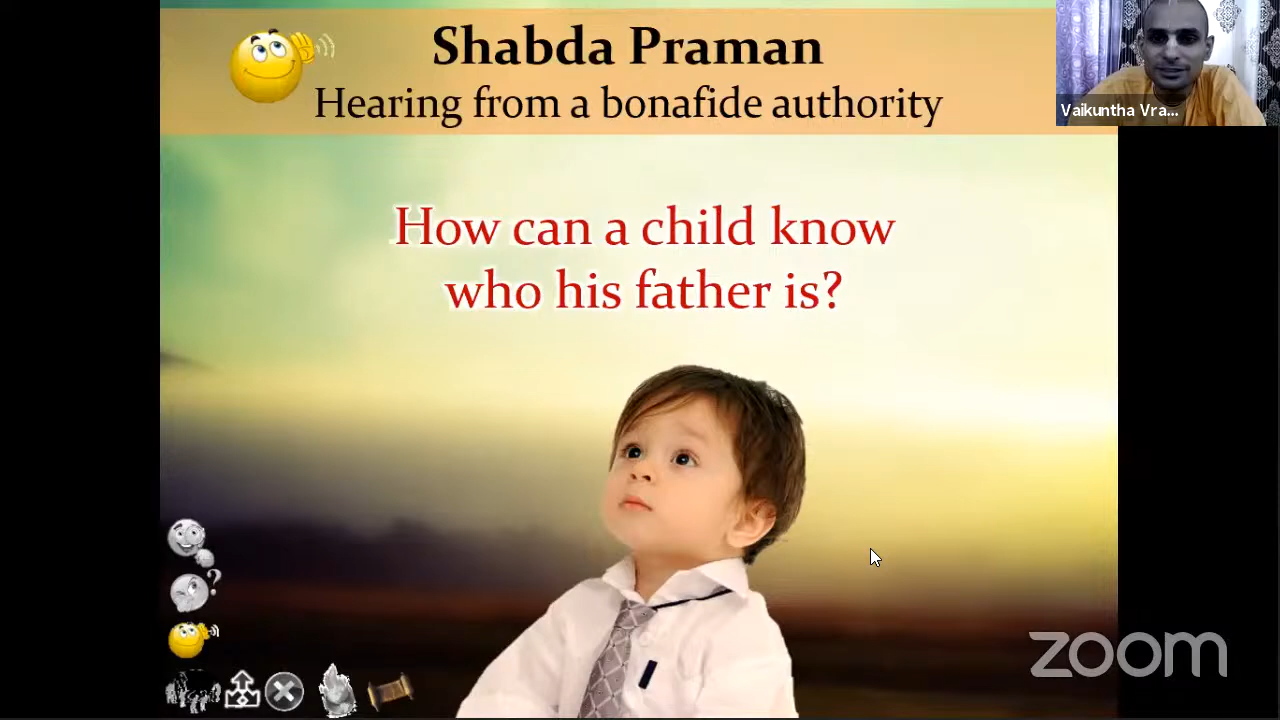 Shabda Praman
Hearing from a bonafide authority
Vaikuntha Vra...
How can a child know
who his father is?
?
zoom